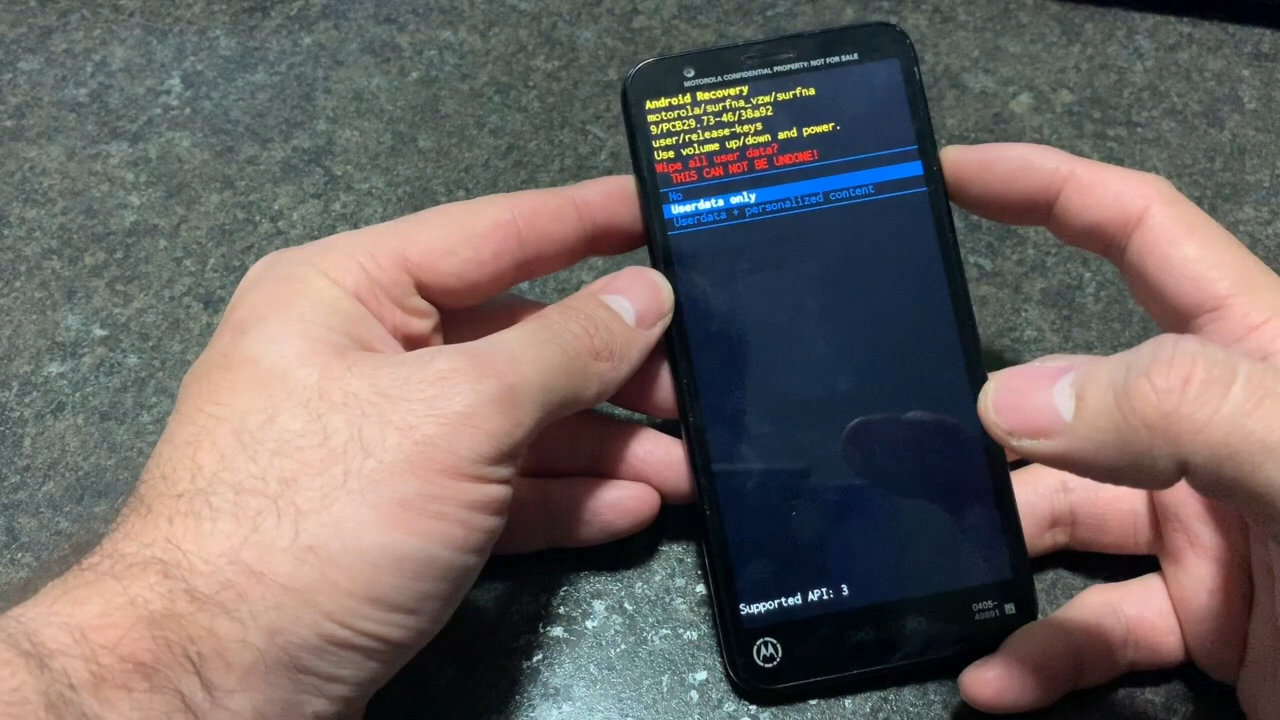 MOTOROLA CONFIDENTIAL PROPERTY: NOT FOR SALE
Android Recovery
motorola/surfna_vzw/surfna
9/PCB29.73-46/38a92
user/release-keys
Use volume up/down and power.
Wipe all user data?
THIS CAN NOT BE UNDONE!
No
Userdata only
Userdata + personalized content
Supported API: 3
0405-
49891